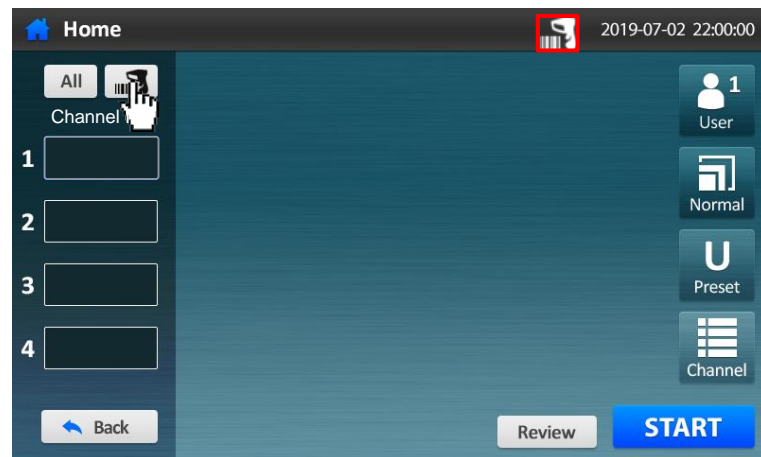 Home
2019-07-02 22:00:00
All
Channel
1
2
3
4
Back
1
User
Normal
U
Preset
Channel
Review
START